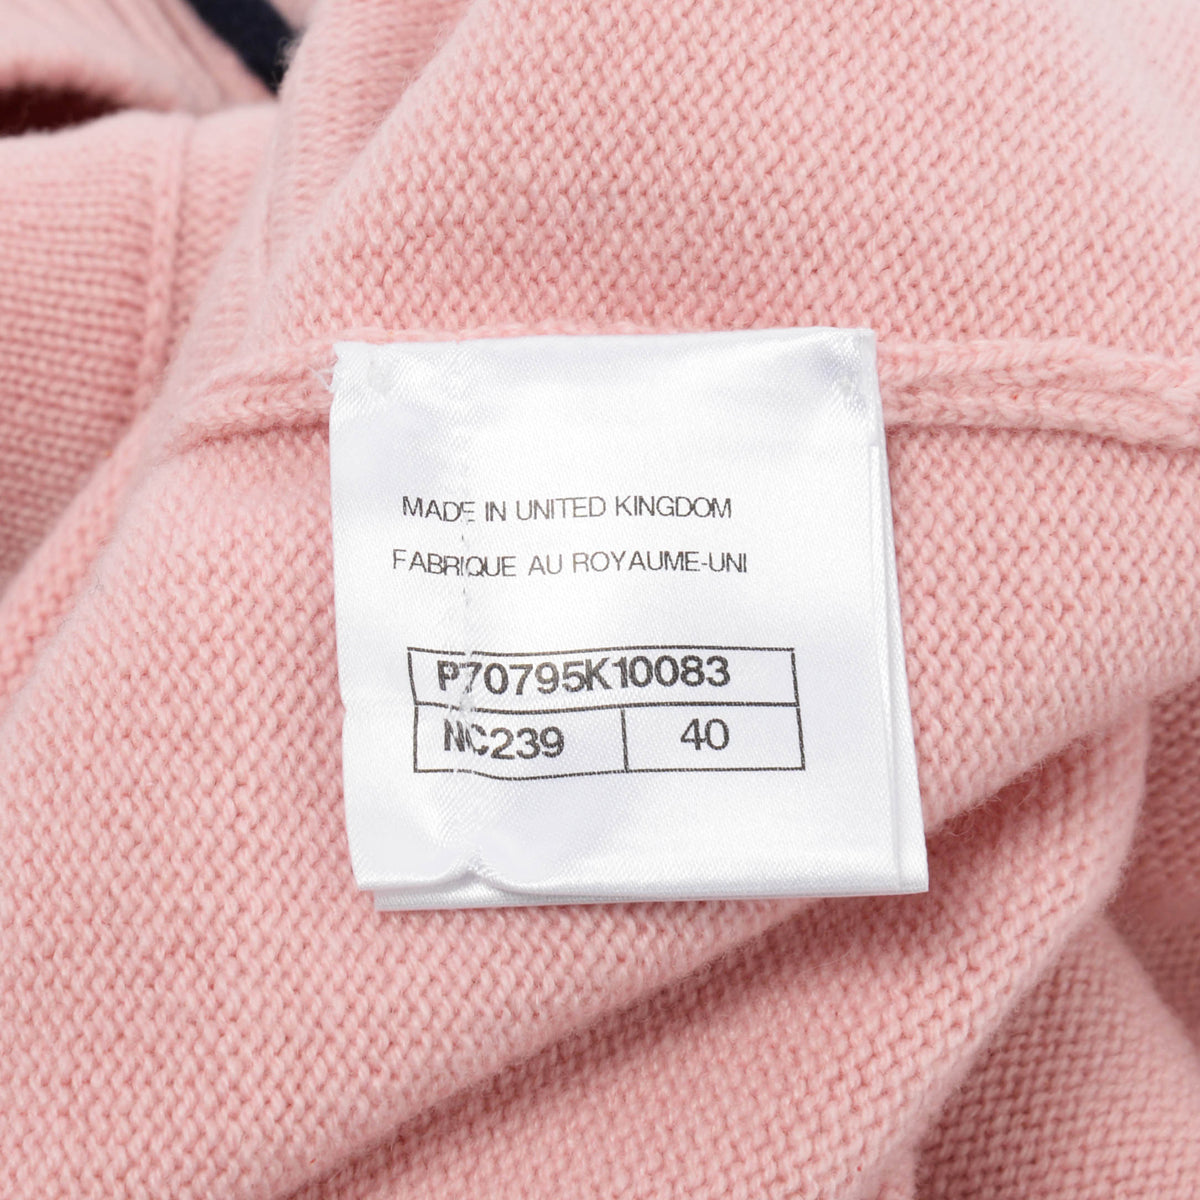 MADE IN UNITED KINGDOM
FABRIQUE AU ROYAUME-UNI
P70795K10083
NC239 40